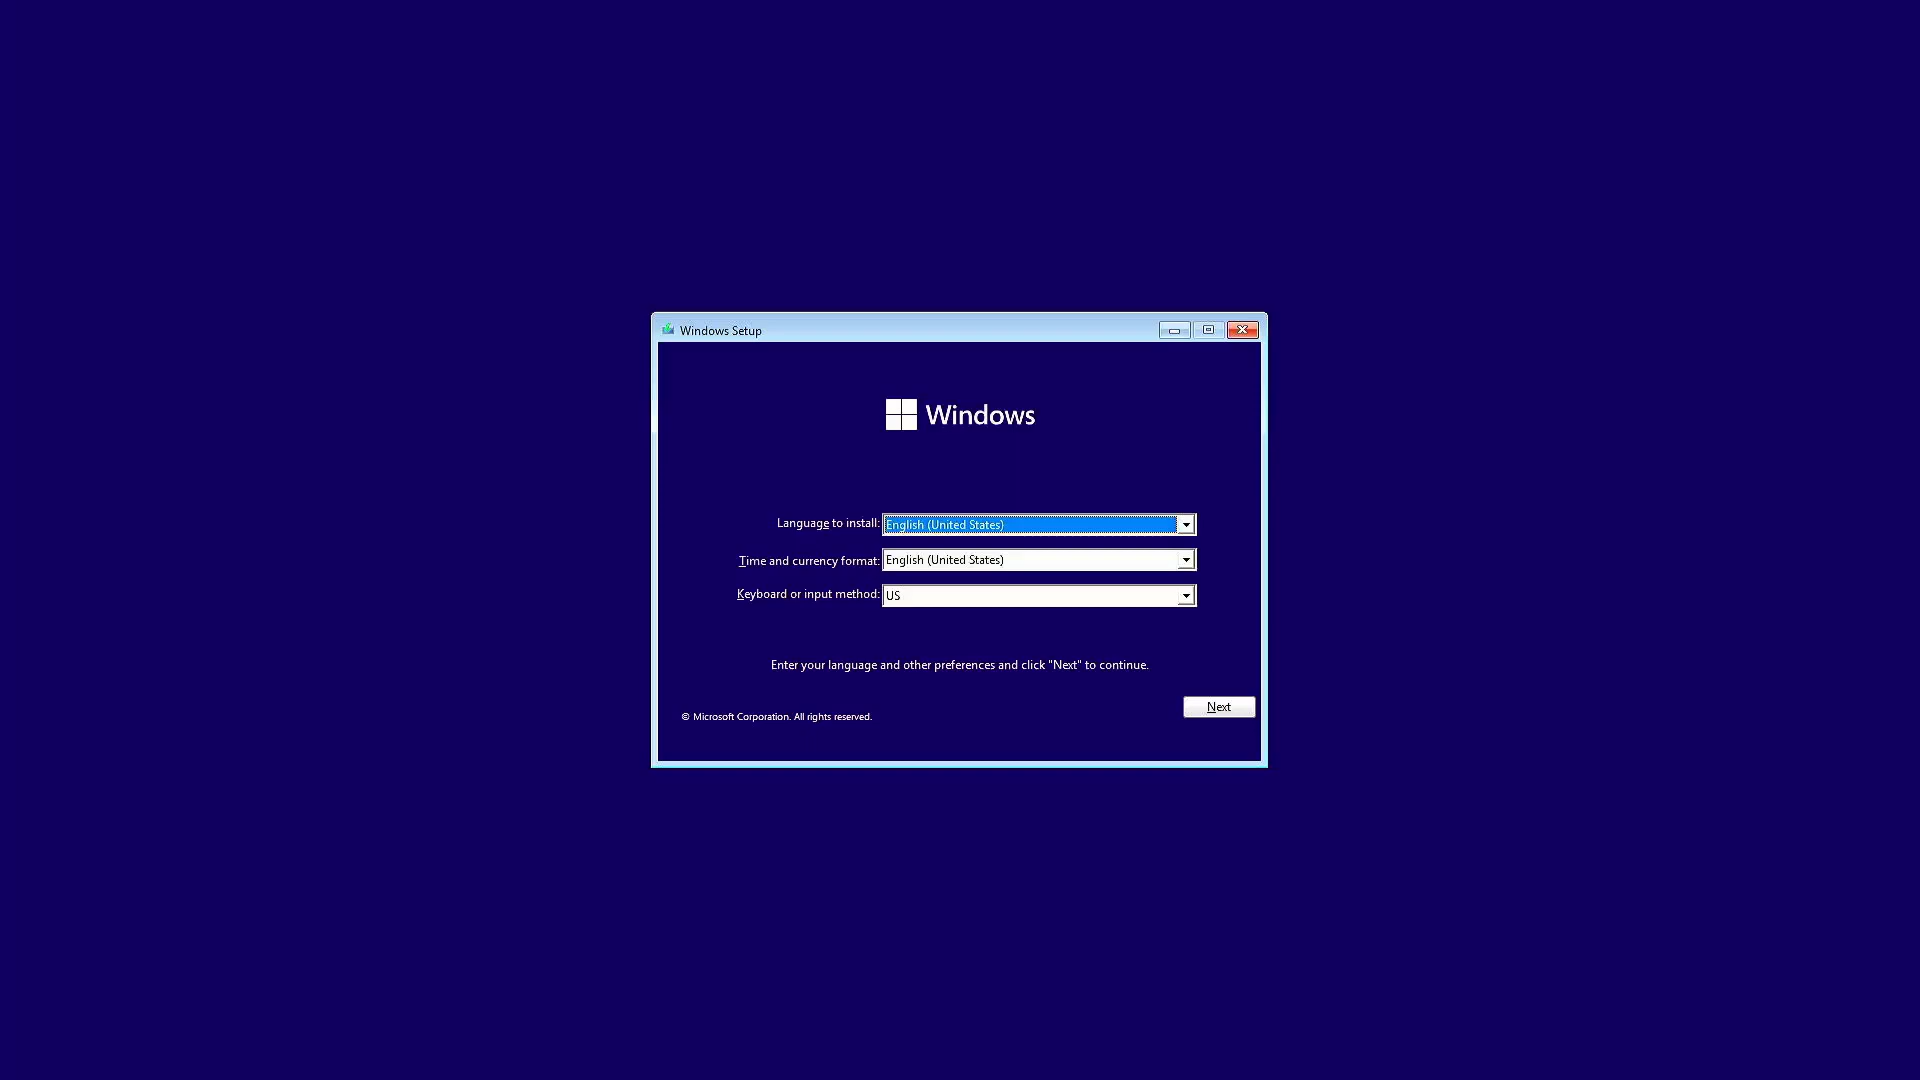 Windows Setup
Windows
Language to install: English (United States)
Time and currency format: English (United States)
Keyboard or input method: US
Enter your language and other preferences and click "Next" to continue.
Next
© Microsoft Corporation. All rights reserved.